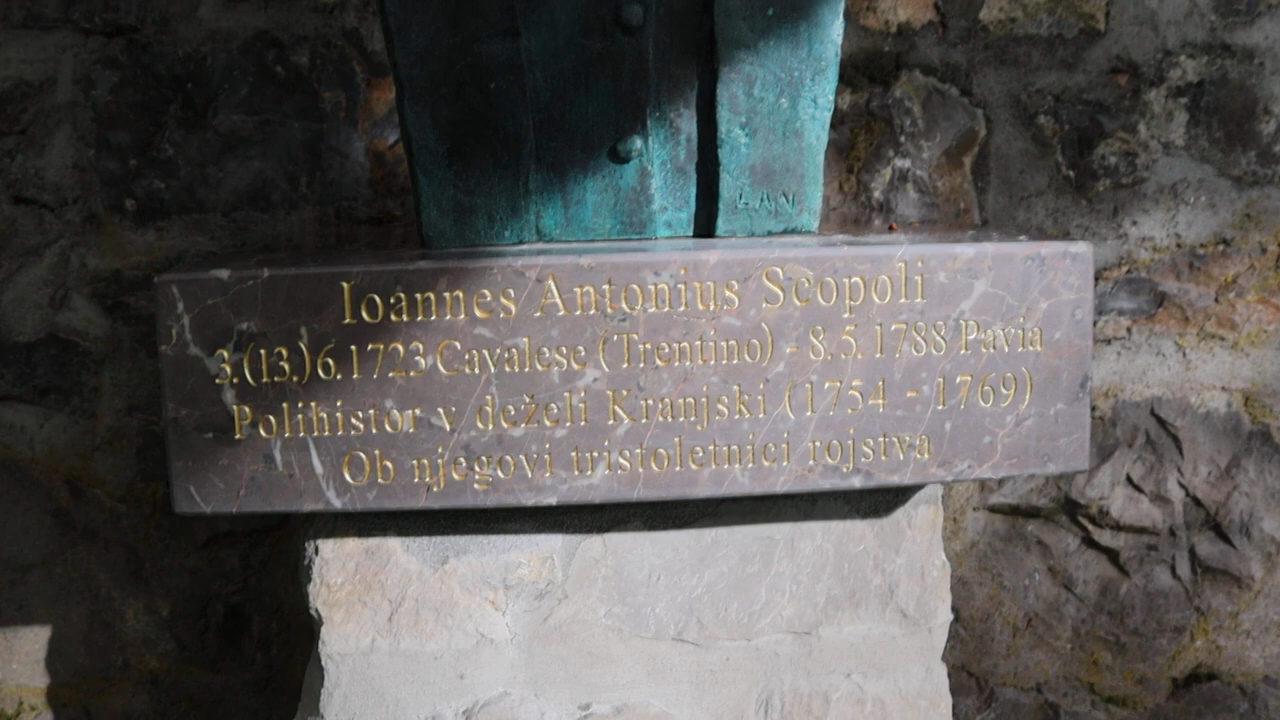 LAN
Ioannes Antonius Scopoli
3.(13.)6.1723 Cavalese (Trentino) - 8.5.1788 Pavia
Polihistor v deželi Kranjski (1754 - 1769)
Ob njegovi tristoletnici rojstva